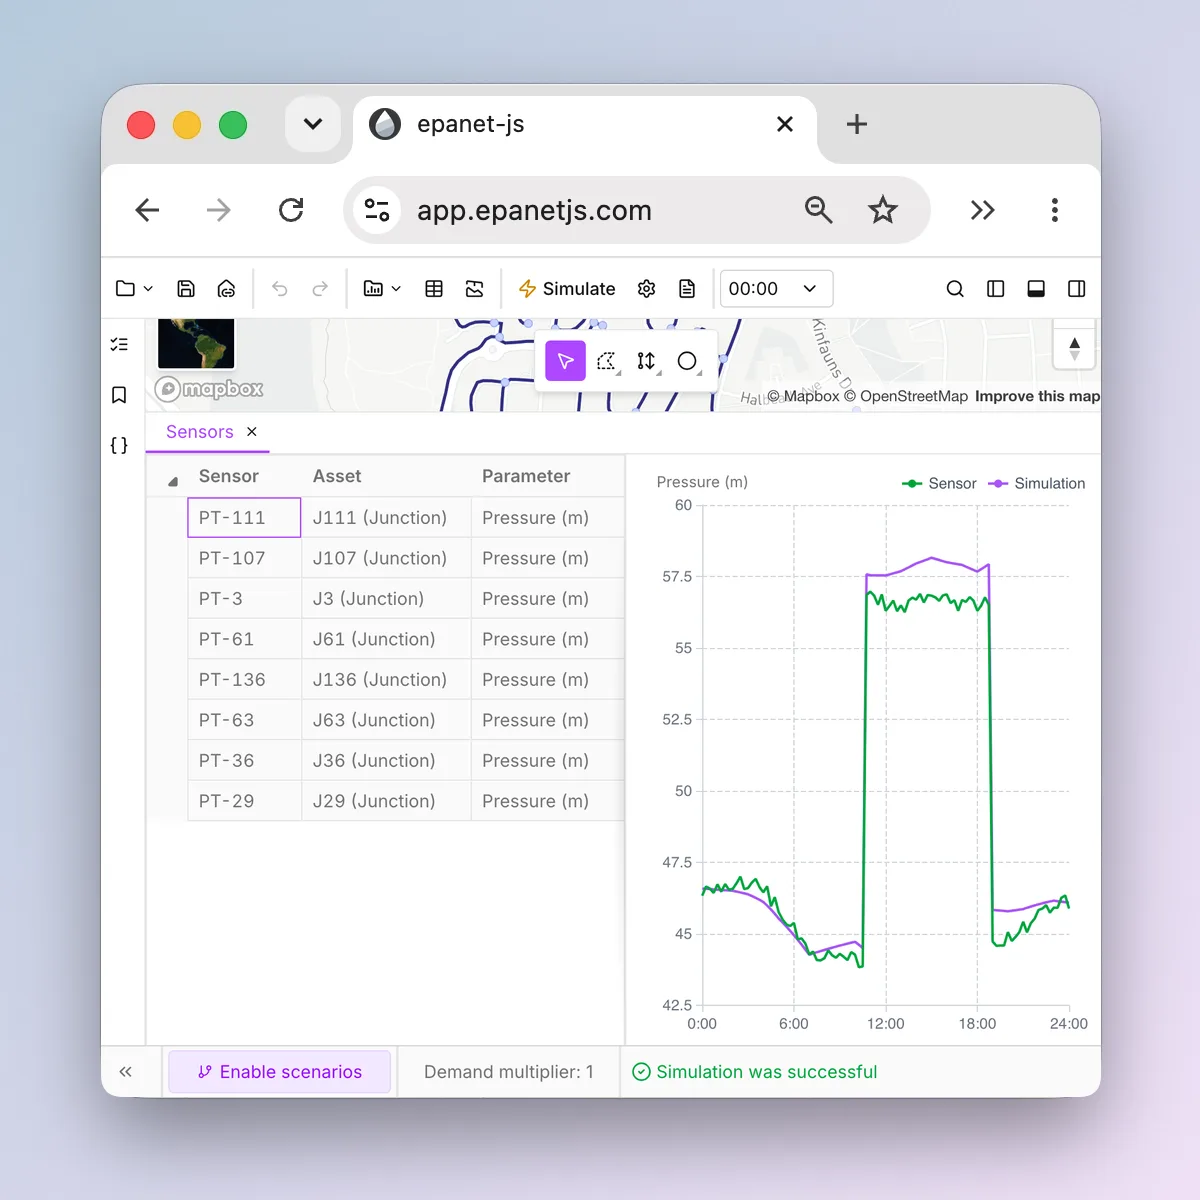 epanet-js
app.epanetjs.com
Simulate
00:00
Kinfauns D
mapbox
© Mapbox © OpenStreetMap Improve this map
Sensors
Sensor Asset Parameter
PT-111 J111 (Junction) Pressure (m)
PT-107 J107 (Junction) Pressure (m)
PT-3 J3 (Junction) Pressure (m)
PT-61 J61 (Junction) Pressure (m)
PT-136 J136 (Junction) Pressure (m)
PT-63 J63 (Junction) Pressure (m)
PT-36 J36 (Junction) Pressure (m)
PT-29 J29 (Junction) Pressure (m)
Pressure (m)
Sensor Simulation
60
57.5
55
52.5
50
47.5
45
42.5
0:00 6:00 12:00 18:00 24:00
Enable scenarios
Demand multiplier: 1
Simulation was successful